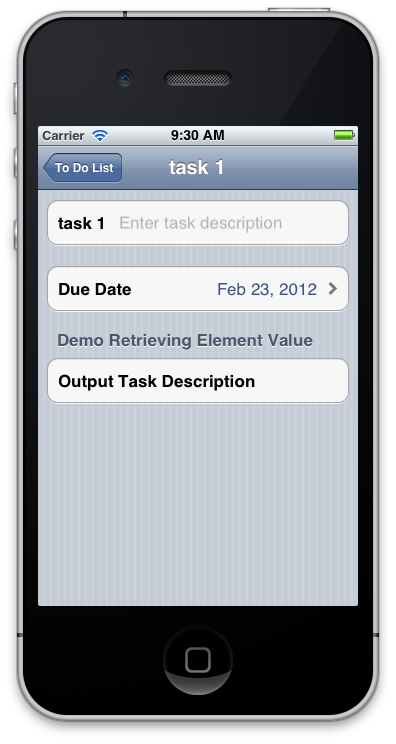 Carrier 9:30 AM
To Do List task 1
task 1 Enter task description
Due Date Feb 23, 2012
Demo Retrieving Element Value
Output Task Description